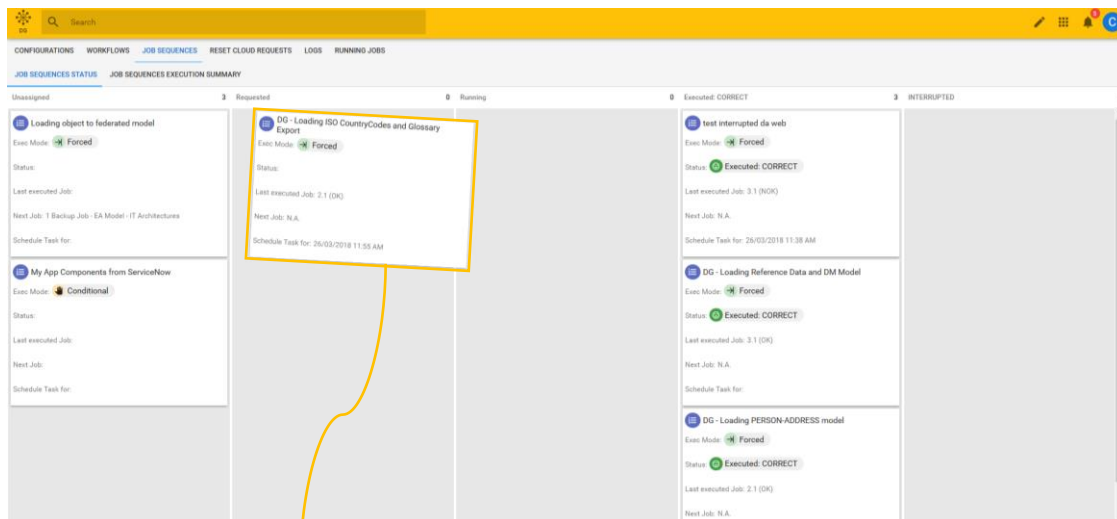 Search
5
C
DG
CONFIGURATIONS WORKFLOWS JOB SEQUENCES RESET CLOUD REQUESTS LOGS RUNNING JOBS
JOB SEQUENCES STATUS JOB SEQUENCES EXECUTION SUMMARY
Unassigned 3 Requested 0 Running 0 Executed: CORRECT 3 INTERRUPTED
Loading object to federated model
Exec Mode: Forced
Status:
Last executed Job:
Next Job: 1 Backup Job - EA Model - IT Architectures
Schedule Task for:
My App Components from ServiceNow
Exec Mode: Conditional
Status:
Last executed Job:
Next Job:
Schedule Task for:
DG - Loading ISO CountryCodes and Glossary
Export
Exec Mode: Forced
Status:
Last executed Job: 2.1 (OK)
Next Job: N.A.
Schedule Task for: 26/03/2018 11:55 AM
test interrupted da web
Exec Mode: Forced
Status: Executed: CORRECT
Last executed Job: 3.1 (NOK)
Next Job: N.A.
Schedule Task for: 26/03/2018 11:38 AM
DG - Loading Reference Data and DM Model
Exec Mode: Forced
Status: Executed: CORRECT
Last executed Job: 3.1 (OK)
Next Job: N.A.
Schedule Task for:
DG - Loading PERSON-ADDRESS model
Exec Mode: Forced
Status: Executed: CORRECT
Last executed Job: 2.1 (OK)
Next Job: N.A.